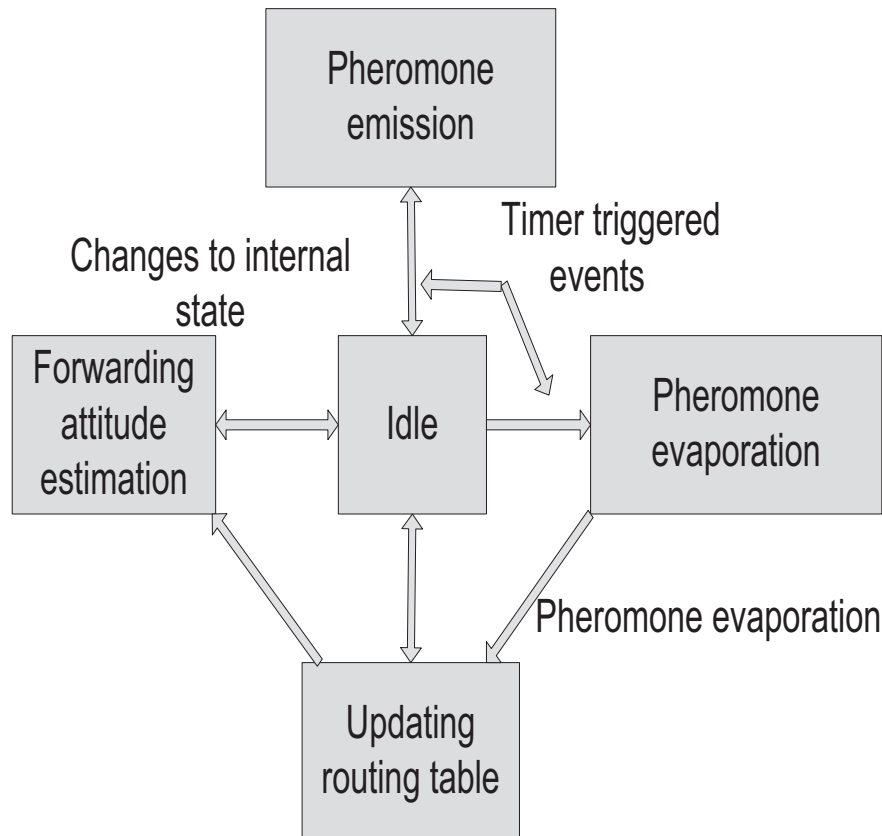 Pheromone
emission
Timer triggered
events
Changes to internal
state
Forwarding
attitude
estimation
Idle
Pheromone
evaporation
Pheromone evaporation
Updating
routing table